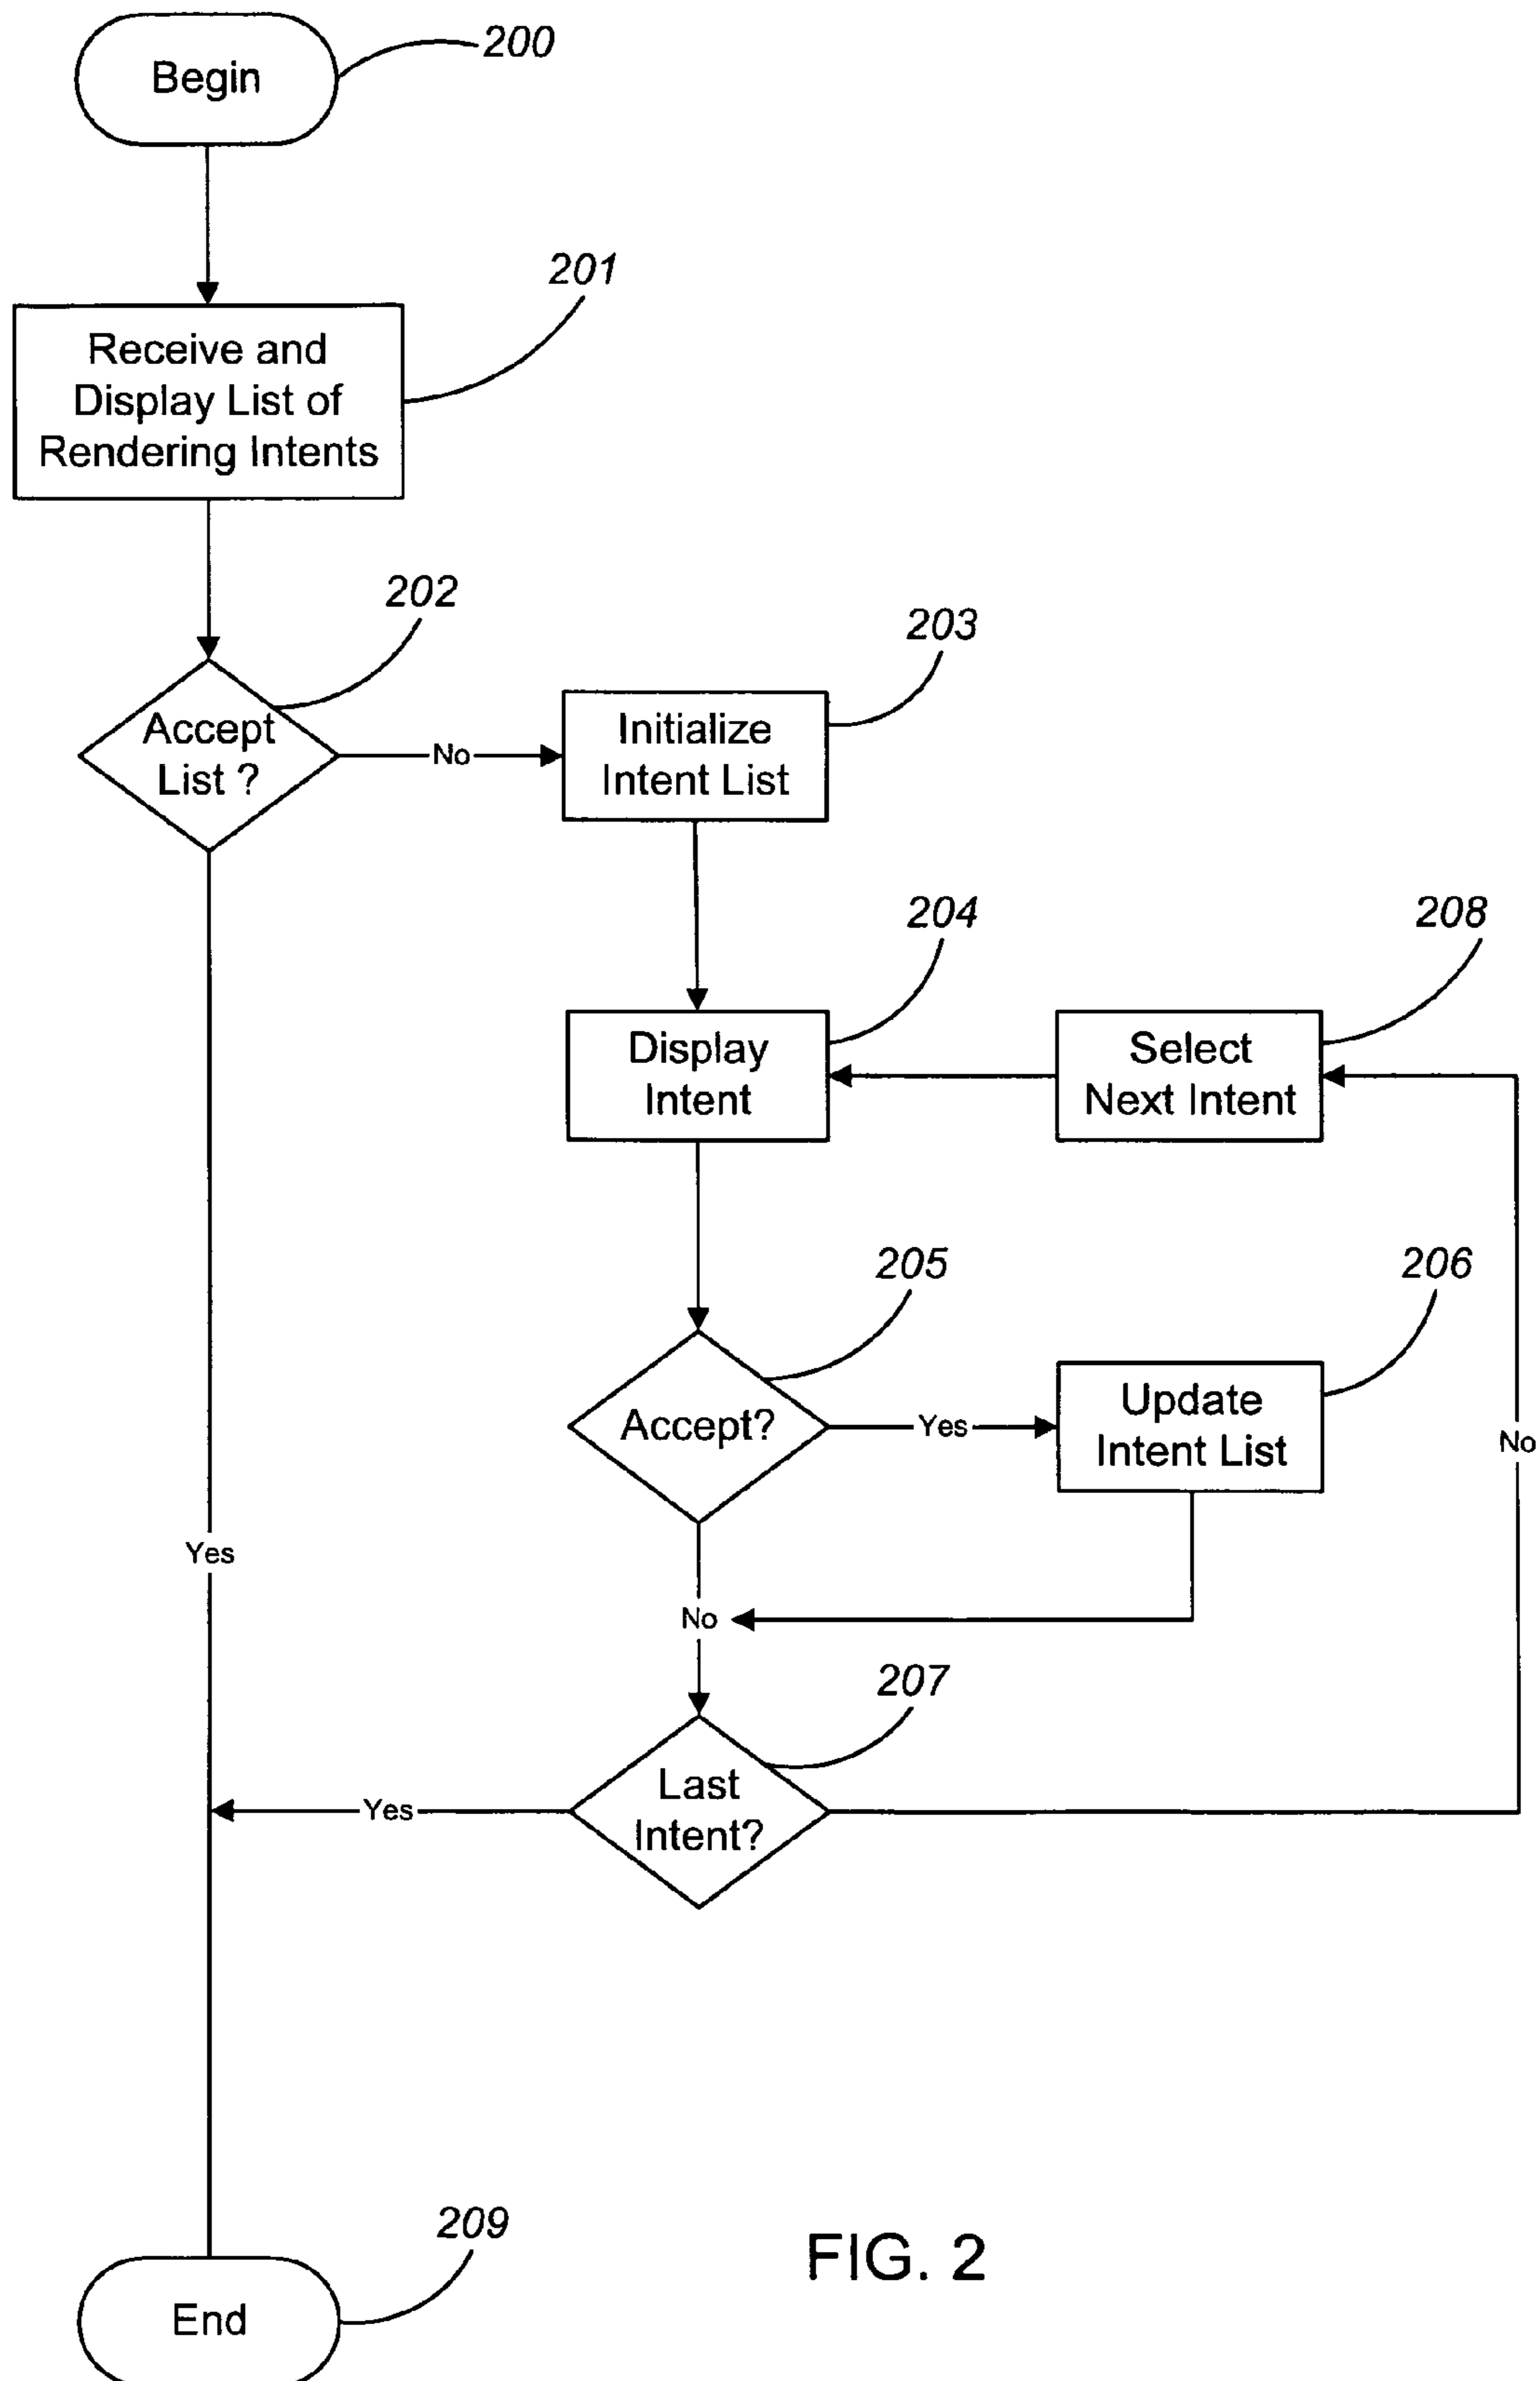 Begin
200
201
Receive and
Display List of
Rendering Intents
202
203
Accept
List ?
No
Initialize
Intent List
204
208
Display
Intent
Select
Next Intent
205
206
Accept?
Yes
Update
Intent List
No
Yes
No
207
Last
Intent?
Yes
209
End
FIG. 2